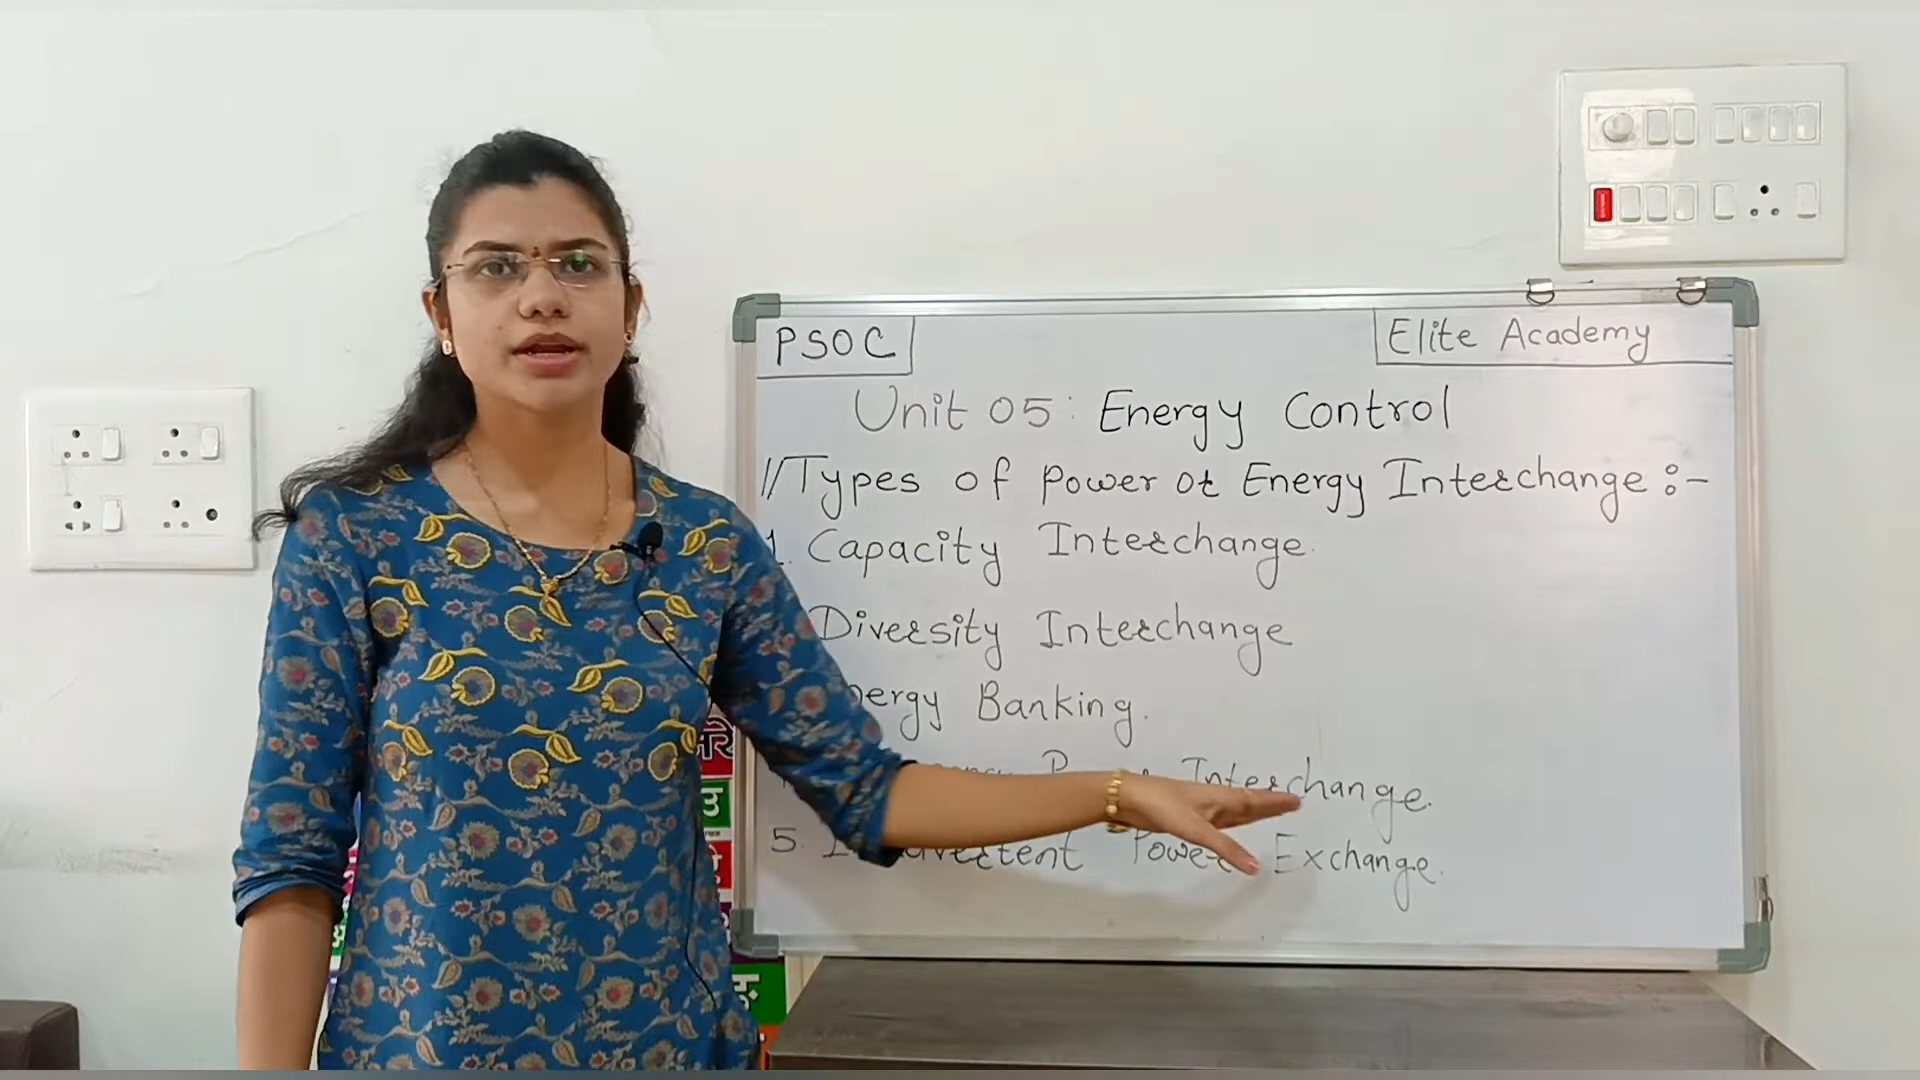 PSOC
Elite Academy
Unit 05: Energy Control
//Types of Power or Energy Interchange :-
1. Capacity Interchange.
Diversity Interchange
Banking.
Interchange.
5. Power Exchange.
उ
ङ